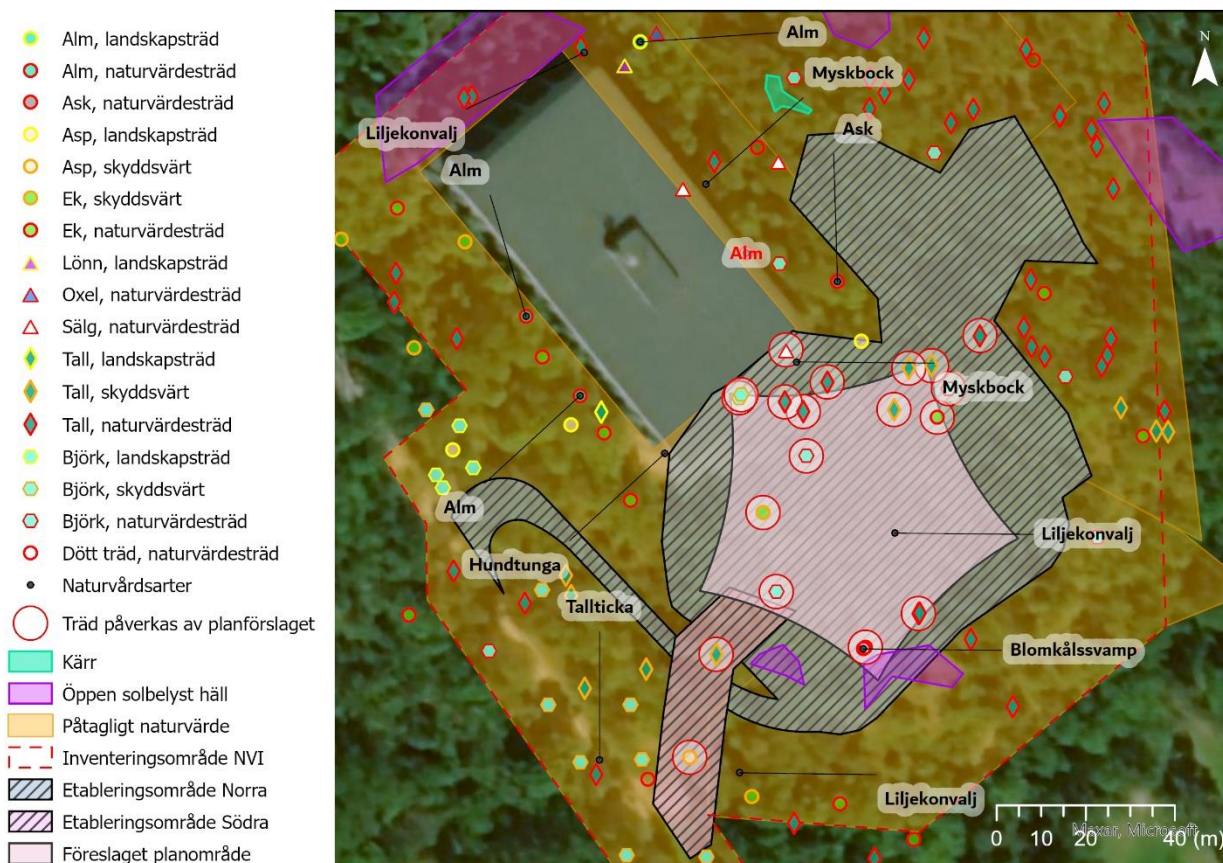 Alm, landskapsträd
Alm, naturvärdesträd
Ask, naturvärdesträd
Asp, landskapsträd
Asp, skyddsvärt
Ek, skyddsvärt
Ek, naturvärdesträd
Lönn, landskapsträd
Oxel, naturvärdesträd
Sälg, naturvärdesträd
Tall, landskapsträd
Tall, skyddsvärt
Tall, naturvärdesträd
Björk, landskapsträd
Björk, skyddsvärt
Björk, naturvärdesträd
Dött träd, naturvärdesträd
Naturvårdsarter
Träd påverkas av planförslaget
Kärr
Öppen solbelyst häll
Påtagligt naturvärde
Inventeringsområde NVI
Etableringsområde Norra
Etableringsområde Södra
Föreslaget planområde
Alm
N
Myskbock
Liljekonvalj
Ask
Alm
Alm
Myskbock
Alm
Liljekonvalj
Hundtunga
Tallticka
Blomkålssvamp
Liljekonvalj
Maxar, Microsoft
0 10 20 40 (m)